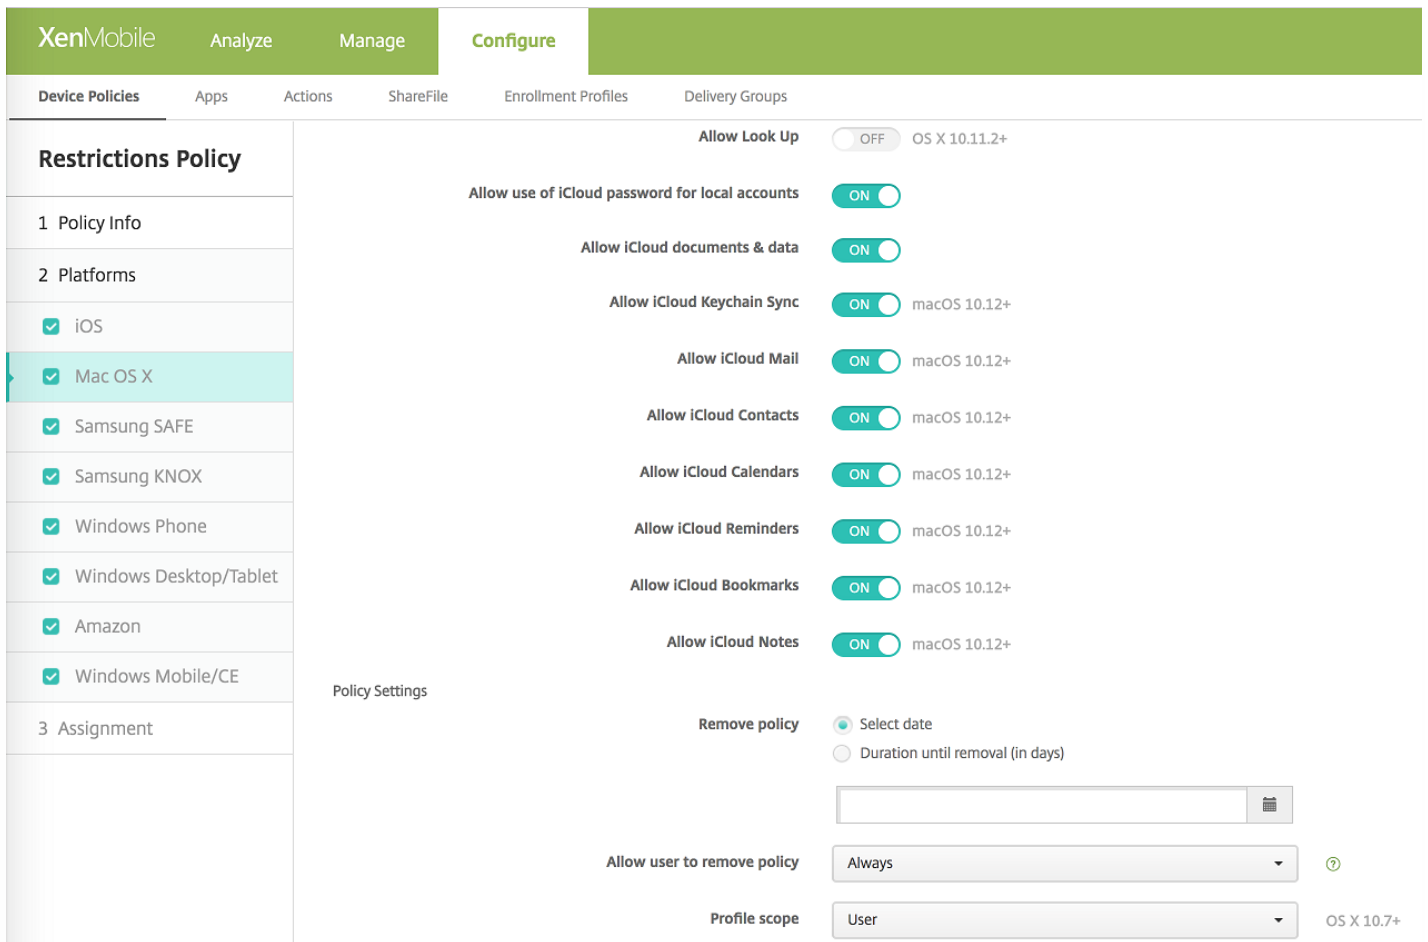 XenMobile Analyze Manage Configure
Device Policies Apps Actions ShareFile Enrollment Profiles Delivery Groups
Restrictions Policy
1 Policy Info
2 Platforms
iOS
Mac OS X
Samsung SAFE
Samsung KNOX
Windows Phone
Windows Desktop/Tablet
Amazon
Windows Mobile/CE
3 Assignment
Allow Look Up OFF OS X 10.11.2+
Allow use of iCloud password for local accounts ON
Allow iCloud documents & data ON
Allow iCloud Keychain Sync ON macOS 10.12+
Allow iCloud Mail ON macOS 10.12+
Allow iCloud Contacts ON macOS 10.12+
Allow iCloud Calendars ON macOS 10.12+
Allow iCloud Reminders ON macOS 10.12+
Allow iCloud Bookmarks ON macOS 10.12+
Allow iCloud Notes ON macOS 10.12+
Policy Settings
Remove policy Select date
Duration until removal (in days)
Allow user to remove policy Always ?
Profile scope User OS X 10.7+